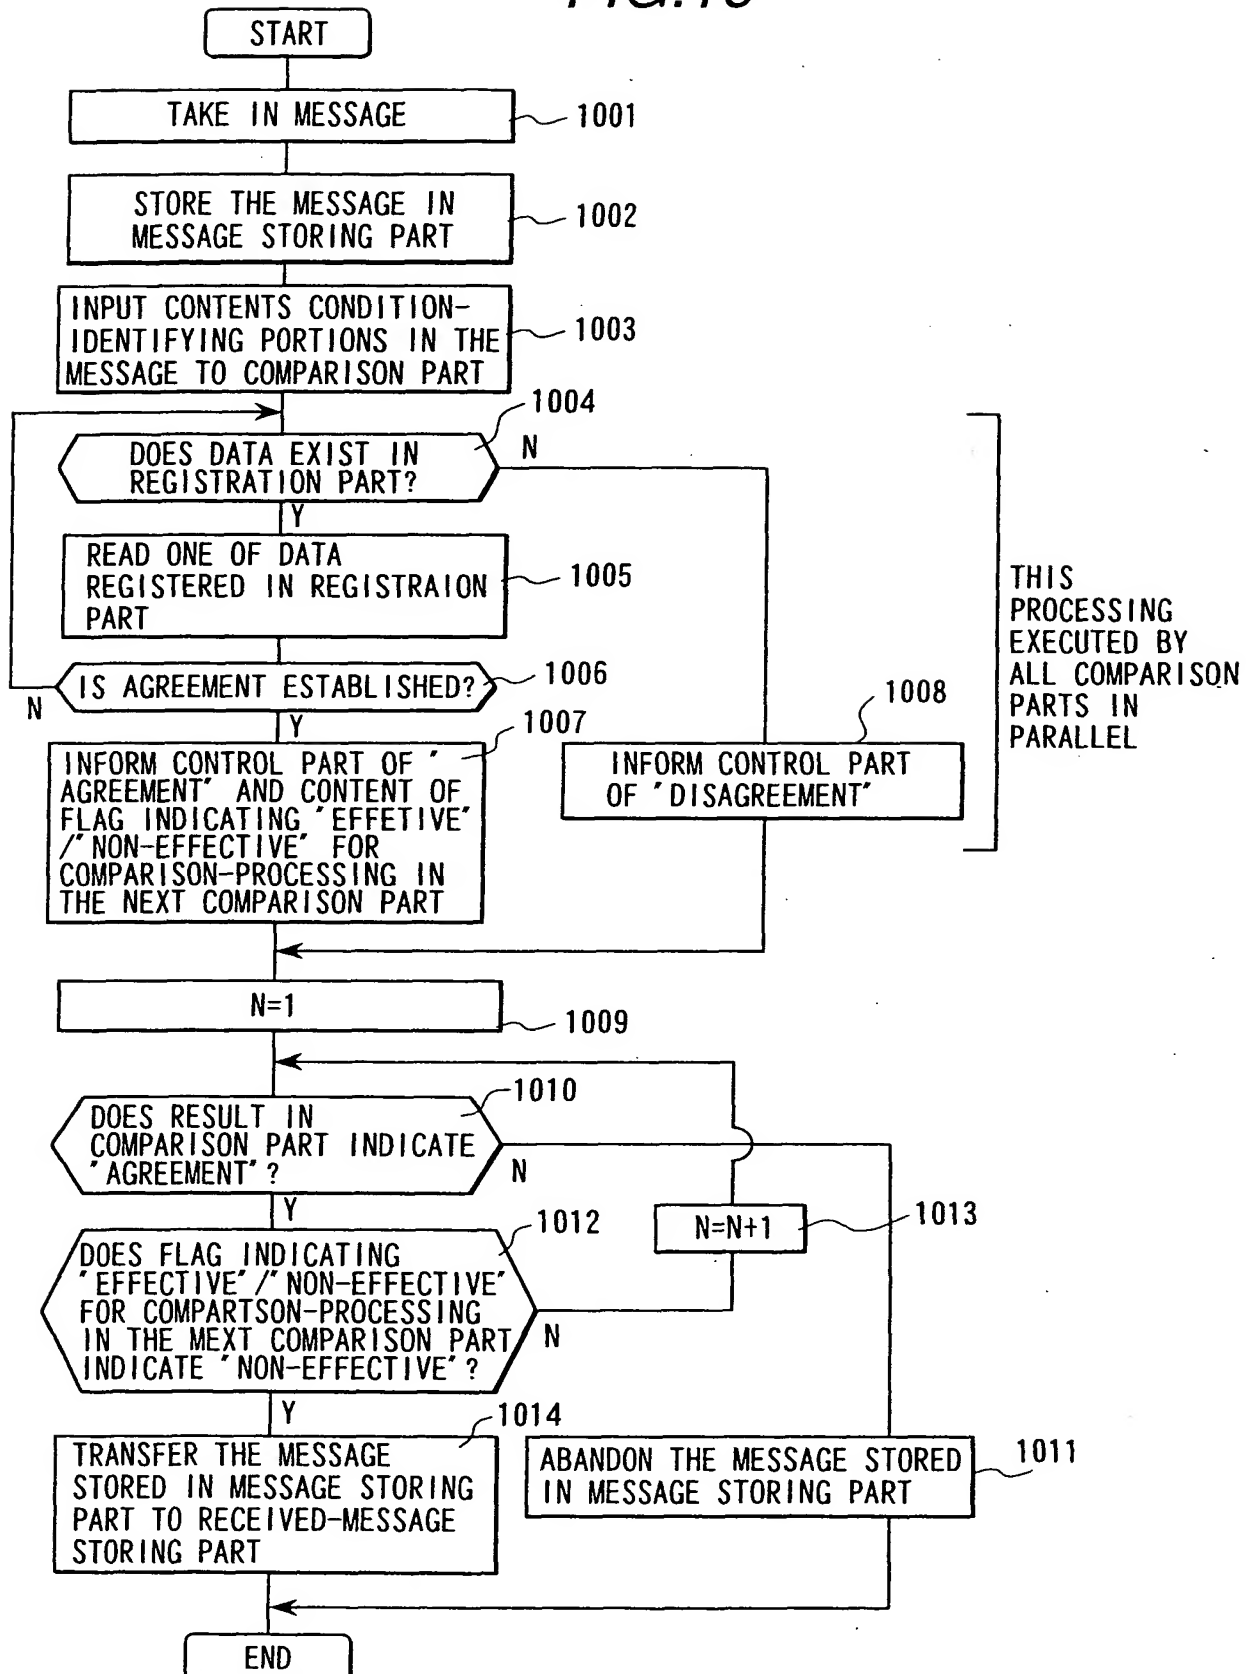 FIG.10
START
TAKE IN MESSAGE
1001
STORE THE MESSAGE IN
MESSAGE STORING PART
1002
INPUT CONTENTS CONDITION-
IDENTIFYING PORTIONS IN THE
MESSAGE TO COMPARISON PART
1003
1004
DOES DATA EXIST IN
REGISTRATION PART?
N
Y
READ ONE OF DATA
REGISTERED IN REGISTRAION
PART
1005
THIS
PROCESSING
EXECUTED BY
ALL COMPARISON
PARTS IN
PARALLEL
IS AGREEMENT ESTABLISHED?
1006
N
Y
1007
1008
INFORM CONTROL PART OF "
AGREEMENT" AND CONTENT OF
FLAG INDICATING "EFFETIVE"
/"NON-EFFECTIVE" FOR
COMPARISON-PROCESSING IN
THE NEXT COMPARISON PART
INFORM CONTROL PART
OF "DISAGREEMENT"
N=1
1009
1010
DOES RESULT IN
COMPARISON PART INDICATE
"AGREEMENT"?
N
Y
1012
N=N+1
1013
DOES FLAG INDICATING
"EFFECTIVE"/"NON-EFFECTIVE"
FOR COMPARTSON-PROCESSING
IN THE MEXT COMPARISON PART
INDICATE "NON-EFFECTIVE"?
N
Y
1014
TRANSFER THE MESSAGE
STORED IN MESSAGE STORING
PART TO RECEIVED-MESSAGE
STORING PART
ABANDON THE MESSAGE STORED
IN MESSAGE STORING PART
1011
END